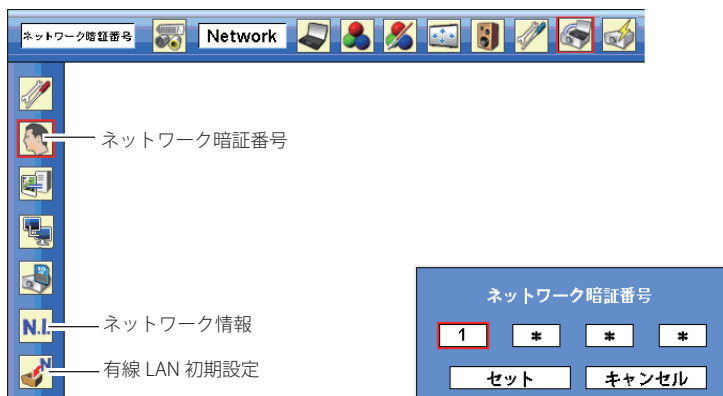 ネットワーク暗証番号 Network
ネットワーク暗証番号
N.I.
ネットワーク情報
N
有線 LAN 初期設定
ネットワーク暗証番号
1 * * *
セット キャンセル